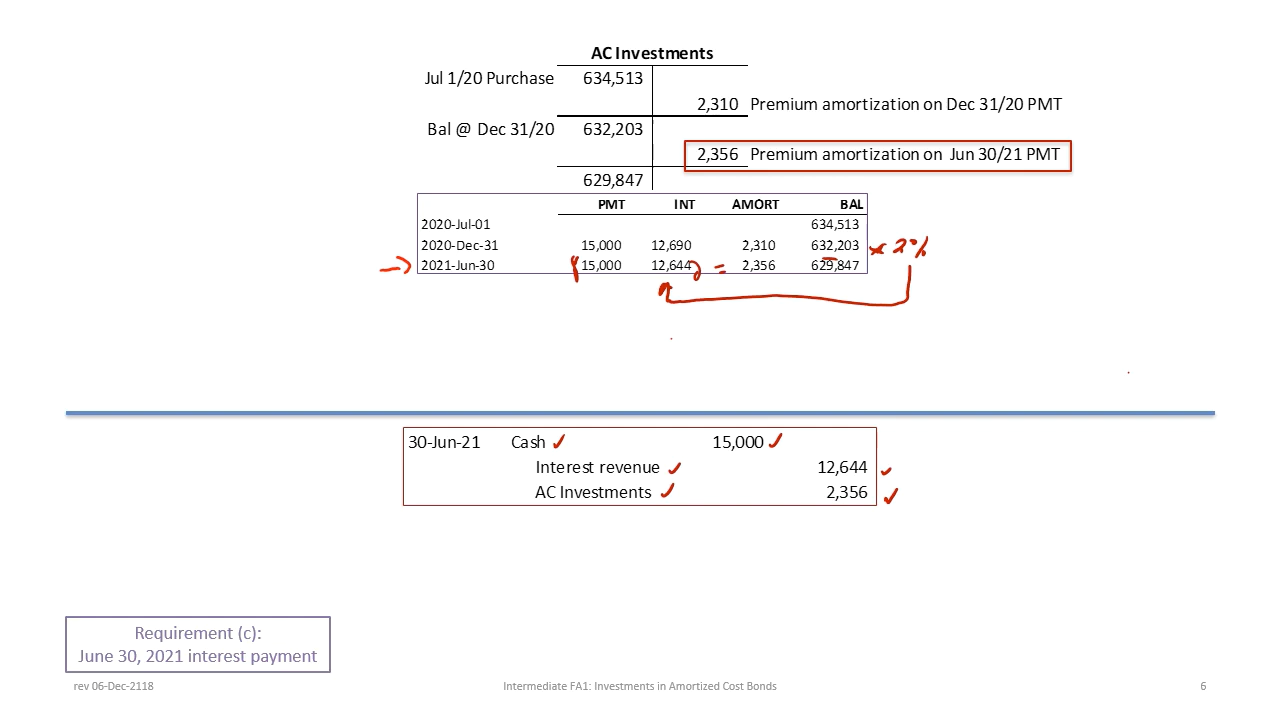 AC Investments
Jul 1/20 Purchase 634,513
2,310 Premium amortization on Dec 31/20 PMT
Bal @ Dec 31/20 632,203
2,356 Premium amortization on Jun 30/21 PMT
629,847
PMT INT AMORT BAL
2020-Jul-01 634,513
2020-Dec-31 15,000 12,690 2,310 632,203 x 2%
2021-Jun-30 15,000 12,644 = 2,356 629,847
30-Jun-21 Cash 15,000
Interest revenue 12,644
AC Investments 2,356
Requirement (c):
June 30, 2021 interest payment
rev 06-Dec-2118 Intermediate FA1: Investments in Amortized Cost Bonds 6